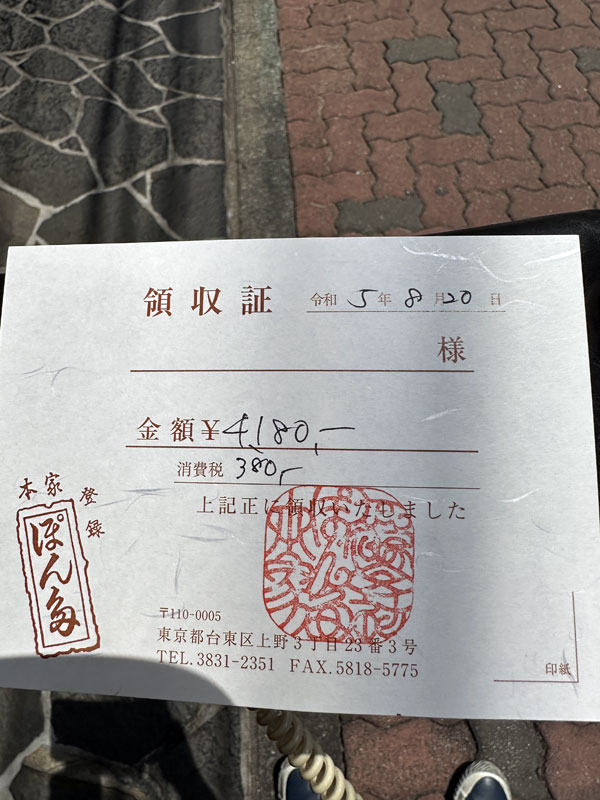 領収証
令和 5年 8月 20日
様
金額¥4,180,-
消費税 380,-
上記正に領収いたしました
本家
登録
ぽん多
〒110-0005
東京都台東区上野3丁目23番3号
TEL.3831-2351 FAX.5818-5775
印紙